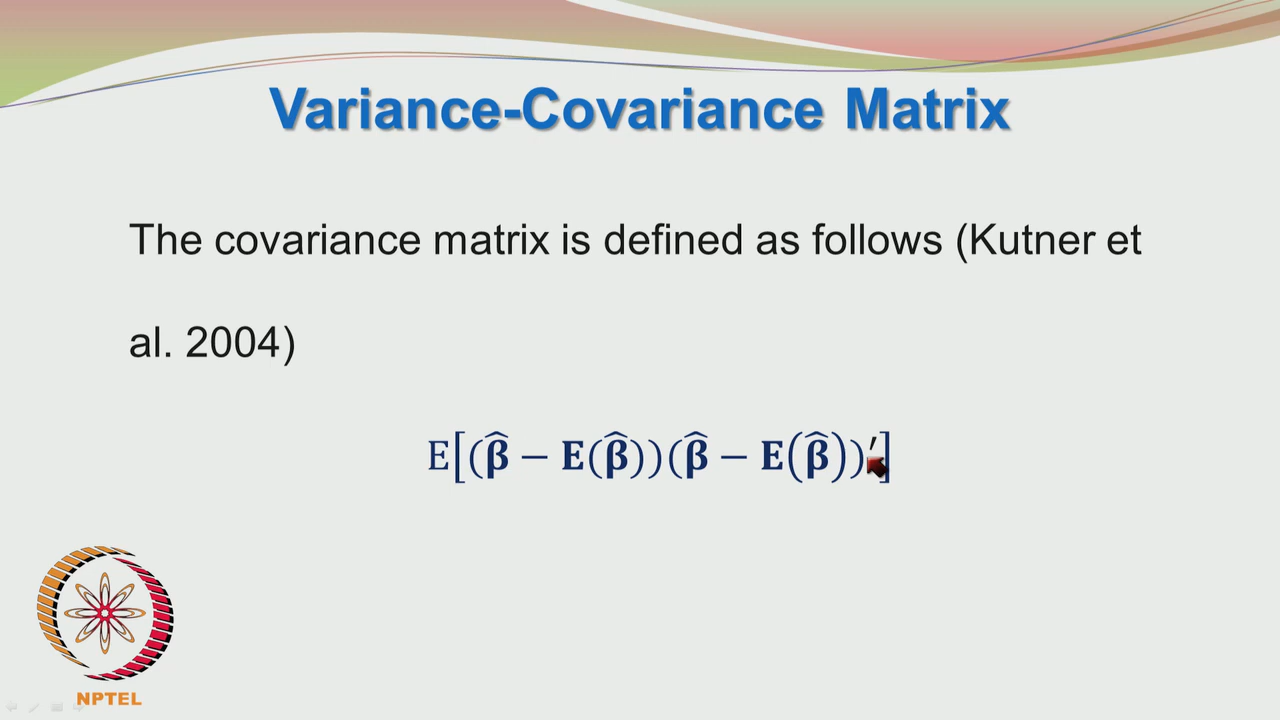 Variance-Covariance Matrix
The covariance matrix is defined as follows (Kutner et
al. 2004)
E[(β̂ − E(β̂))(β̂ − E(β̂))′]
NPTEL